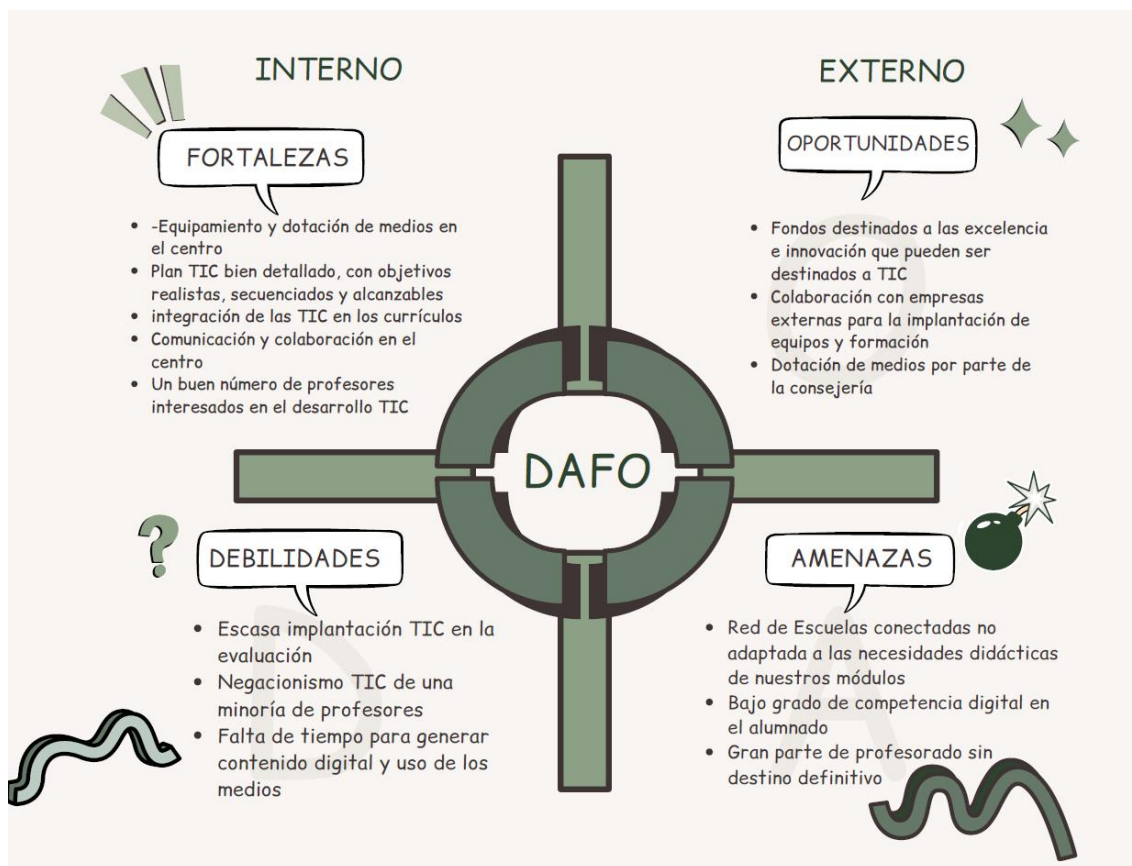 INTERNO
FORTALEZAS
• -Equipamiento y dotación de medios en
el centro
• Plan TIC bien detallado, con objetivos
realistas, secuenciados y alcanzables
• integración de las TIC en los currículos
• Comunicación y colaboración en el
centro
• Un buen número de profesores
interesados en el desarrollo TIC
EXTERNO
OPORTUNIDADES
O
• Fondos destinados a las excelencia
e innovación que pueden ser
destinados a TIC
• Colaboración con empresas
externas para la implantación de
equipos y formación
• Dotación de medios por parte de
la consejería
DAFO
?
DEBILIDADES
D
• Escasa implantación TIC en la
evaluación
• Negacionismo TIC de una
minoría de profesores
• Falta de tiempo para generar
contenido digital y uso de los
medios
AMENAZAS
A
• Red de Escuelas conectadas no
adaptada a las necesidades didácticas
de nuestros módulos
• Bajo grado de competencia digital en
el alumnado
• Gran parte de profesorado sin
destino definitivo